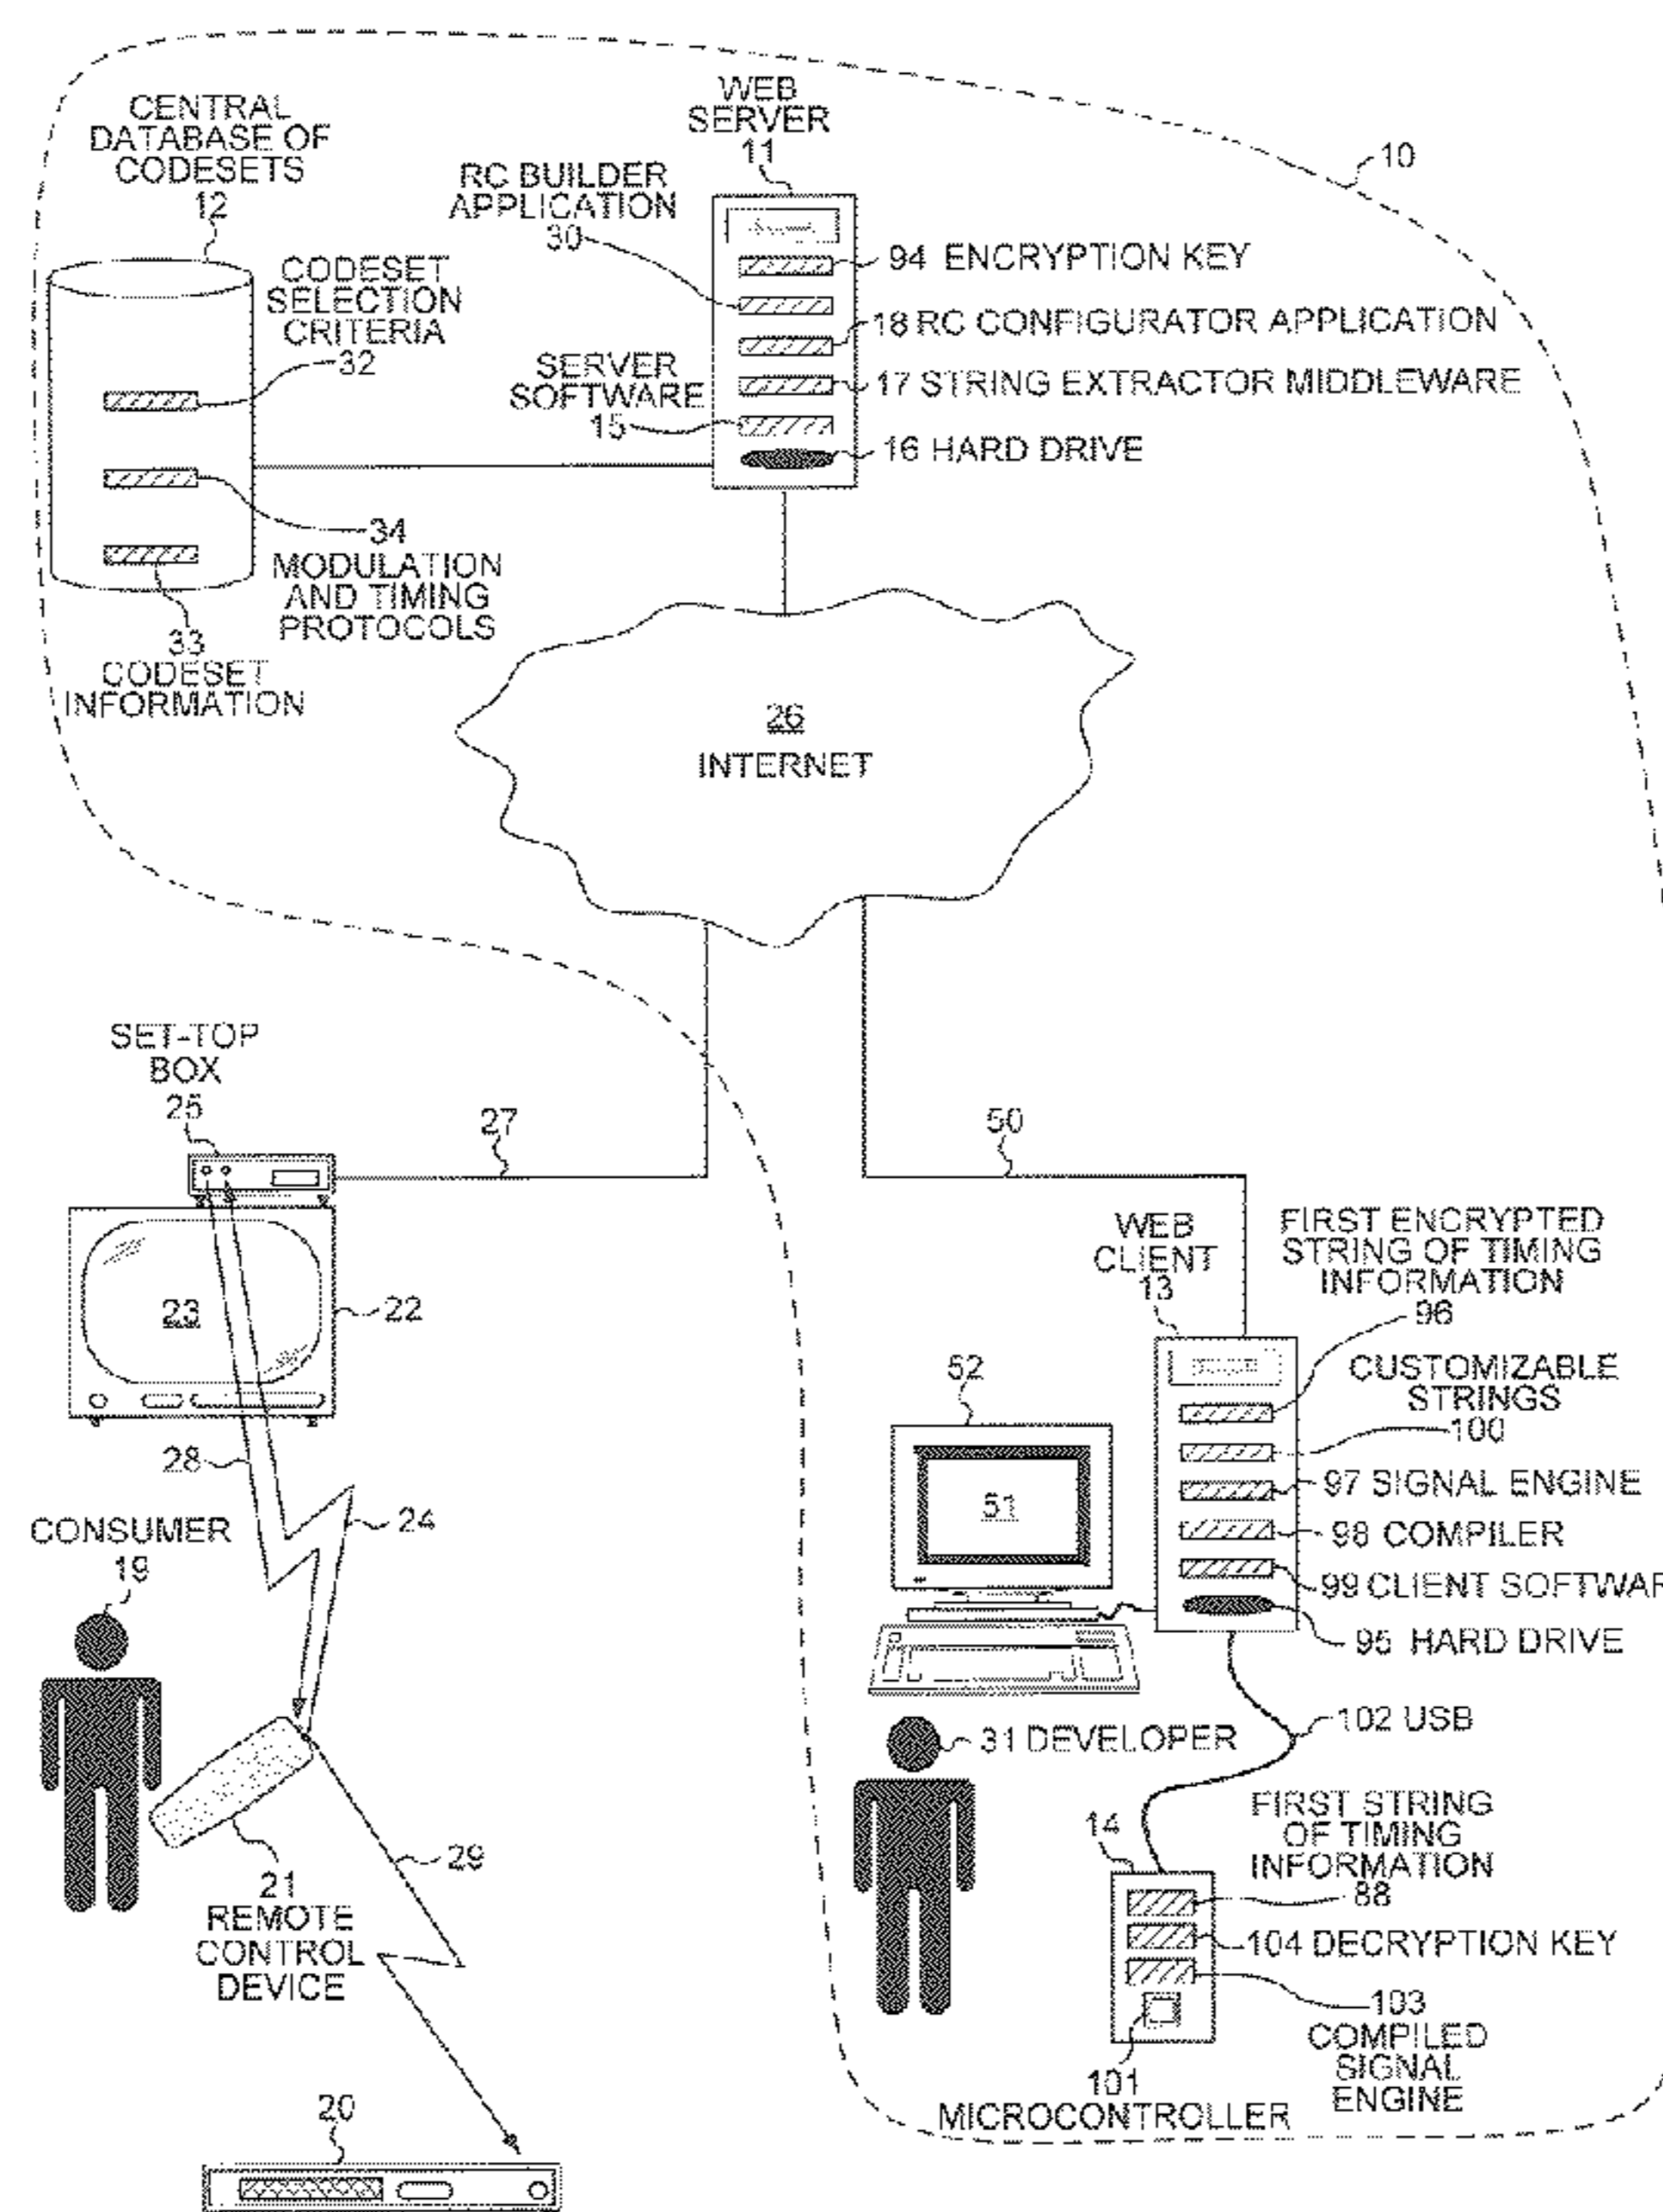 CENTRAL
DATABASE OF
CODESETS
12
WEB
SERVER
11
10
RC BUILDER
APPLICATION
30
94 ENCRYPTION KEY
CODESET
SELECTION
CRITERIA
32
18 RC CONFIGURATOR APPLICATION
SERVER
SOFTWARE
15
17 STRING EXTRACTOR MIDDLEWARE
16 HARD DRIVE
34
MODULATION
AND TIMING
PROTOCOLS
33
CODESET
INFORMATION
26
INTERNET
SET-TOP
BOX
25
27
50
WEB
CLIENT
13
FIRST ENCRYPTED
STRING OF TIMING
INFORMATION
96
23
22
52
CUSTOMIZABLE
STRINGS
100
28
24
51
97 SIGNAL ENGINE
98 COMPILER
99 CLIENT SOFTWAR
95 HARD DRIVE
CONSUMER
19
102 USB
31 DEVELOPER
FIRST STRING
OF TIMING
INFORMATION
88
14
29
21
REMOTE
CONTROL
DEVICE
104 DECRYPTION KEY
103
COMPILED
SIGNAL
ENGINE
101
MICROCONTROLLER
20